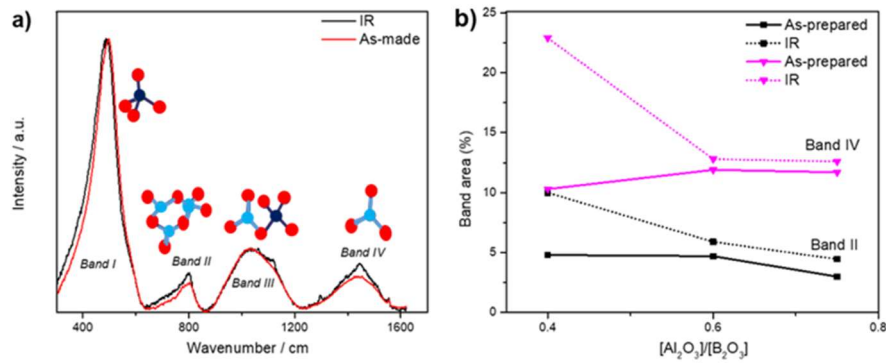 a)
IR
As-made
Intensity / a.u.
Band I
Band II
Band III
Band IV
400
800
1200
1600
Wavenumber / cm
b)
As-prepared
IR
As-prepared
IR
Band area (%)
25
20
15
10
5
0
Band IV
Band II
0.4
0.6
0.8
[Al₂O₃]/[B₂O₃]